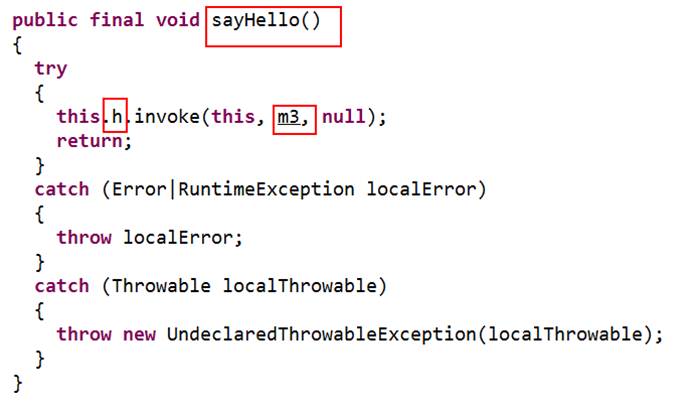 public final void sayHello()
{
  try
  {
    this.h.invoke(this, m3, null);
    return;
  }
  catch (Error|RuntimeException localError)
  {
    throw localError;
  }
  catch (Throwable localThrowable)
  {
    throw new UndeclaredThrowableException(localThrowable);
  }
}